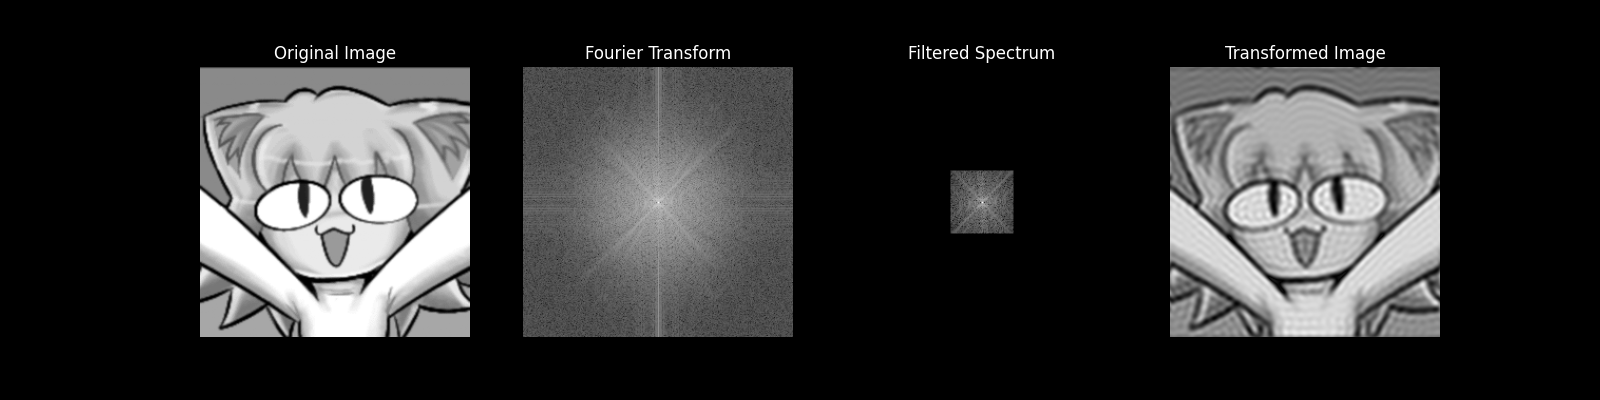 Original Image
Fourier Transform
Filtered Spectrum
Transformed Image